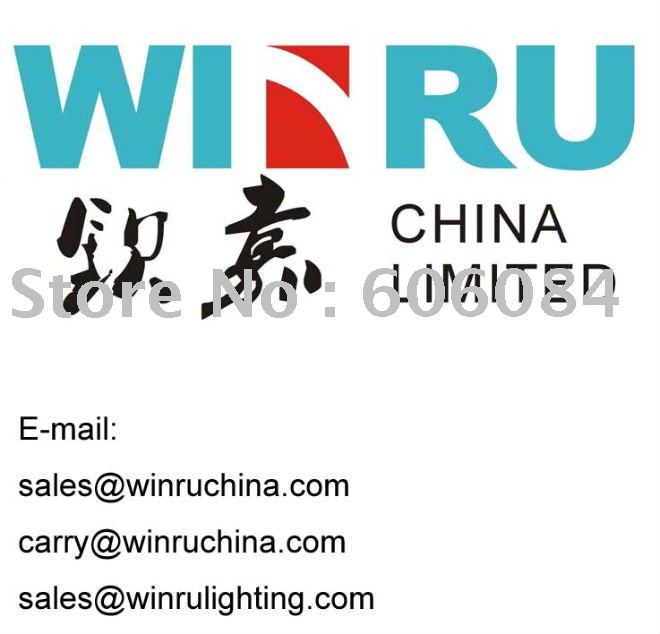 WINRU
CHINA
LIMITED
Store No : 606084
E-mail:
sales@winruchina.com
carry@winruchina.com
sales@winrulighting.com